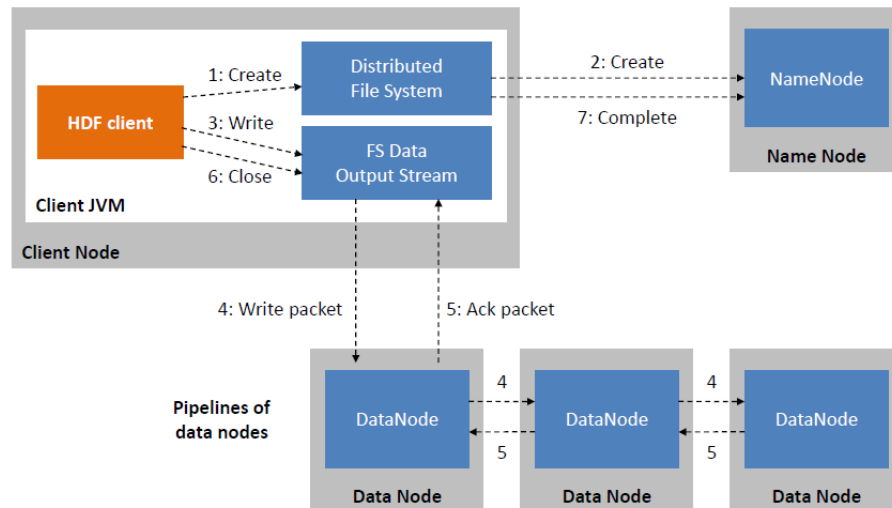 1: Create
Distributed
File System
2: Create
NameNode
HDF client
3: Write
7: Complete
6: Close
FS Data
Output Stream
Name Node
Client JVM
Client Node
4: Write packet
5: Ack packet
Pipelines of
data nodes
DataNode
4
5
DataNode
4
5
DataNode
Data Node
Data Node
Data Node